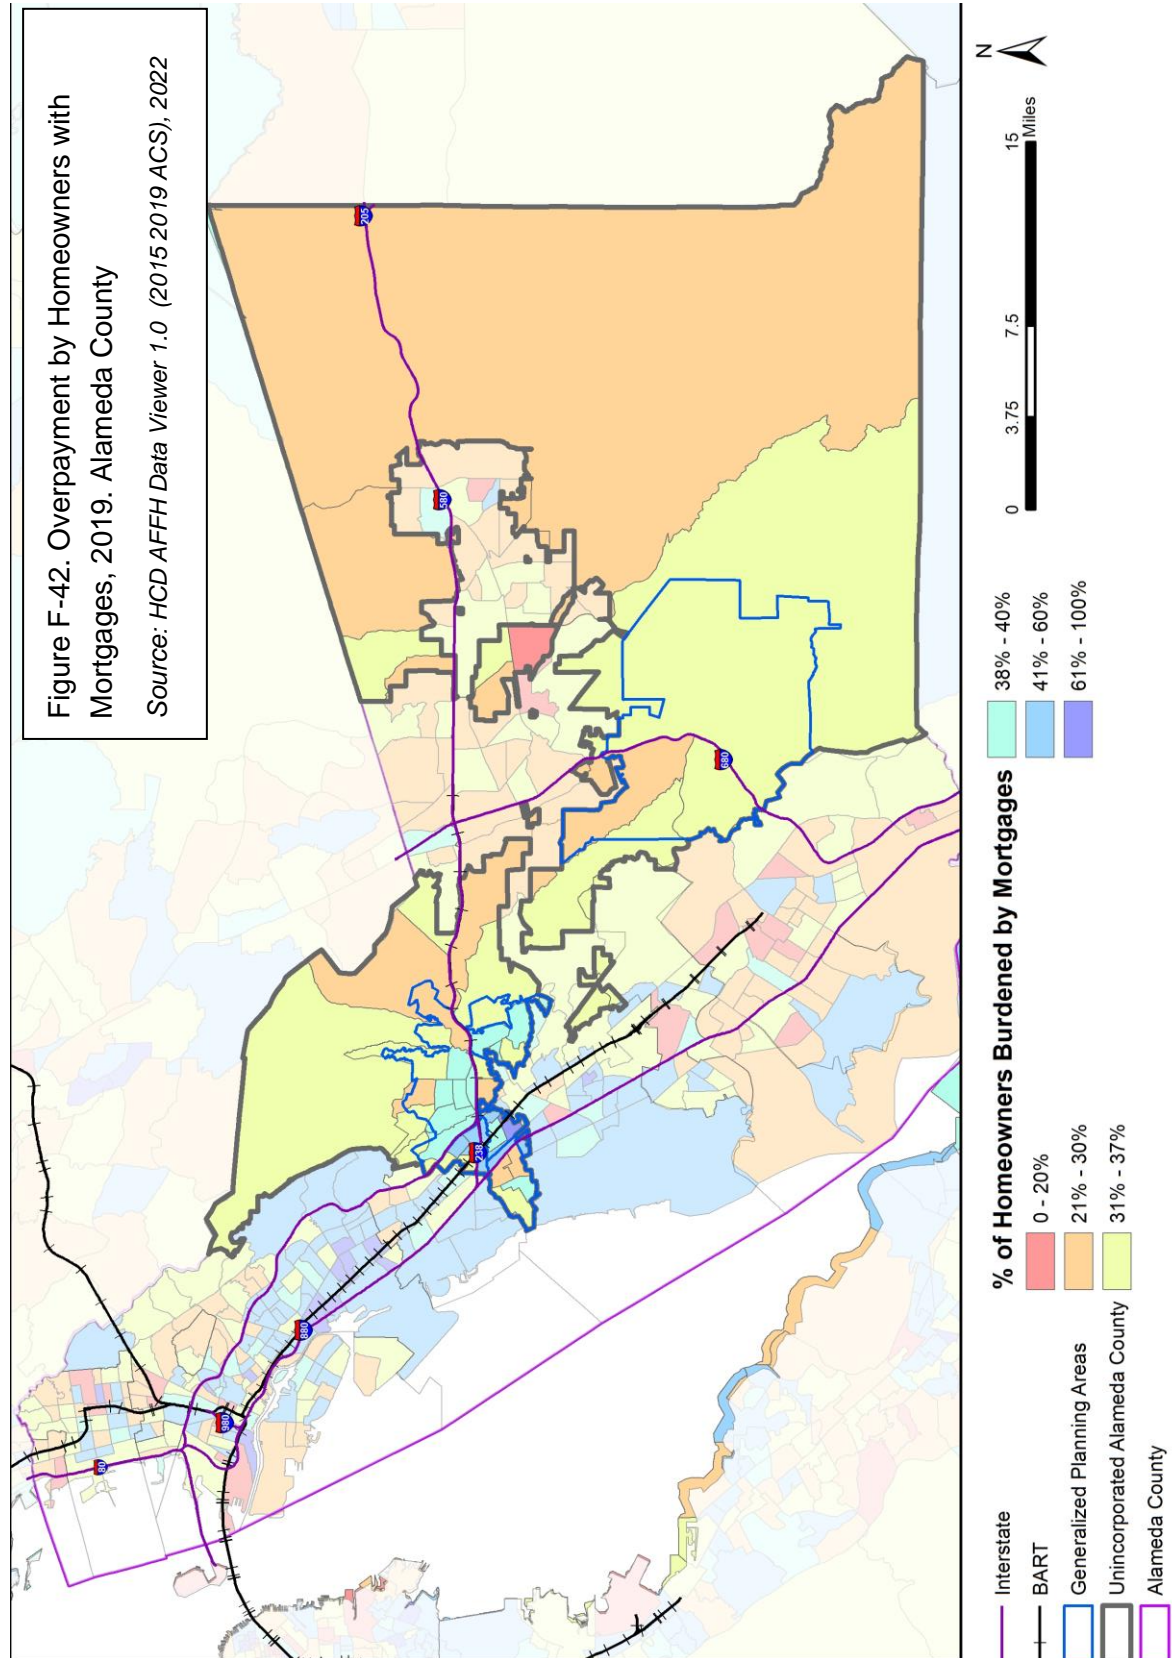 Figure F-42. Overpayment by Homeowners with
Mortgages, 2019. Alameda County
Source: HCD AFFH Data Viewer 1.0 (2015 2019 ACS), 2022
205
580
680
238
880
980
80
N
0
3.75
7.5
15
Miles
Interstate
BART
Generalized Planning Areas
Unincorporated Alameda County
Alameda County
% of Homeowners Burdened by Mortgages
0 - 20%
21% - 30%
31% - 37%
38% - 40%
41% - 60%
61% - 100%